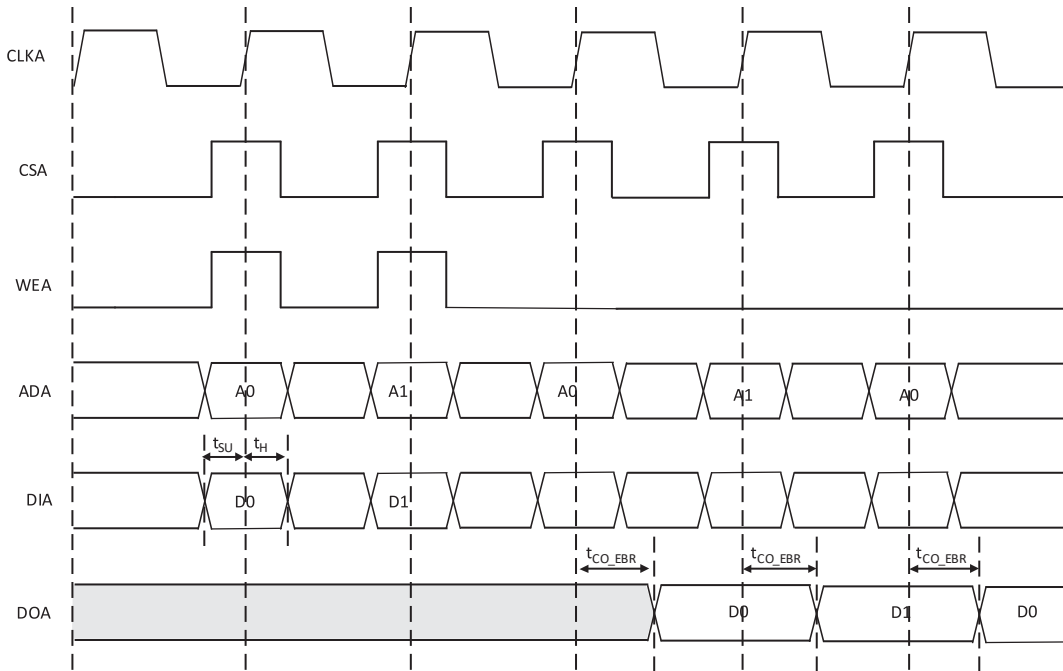 CLKA
CSA
WEA
ADA A0 A1 A0 A1 A0
tSU tH
DIA D0 D1
tCO_EBR tCO_EBR tCO_EBR
DOA D0 D1 D0